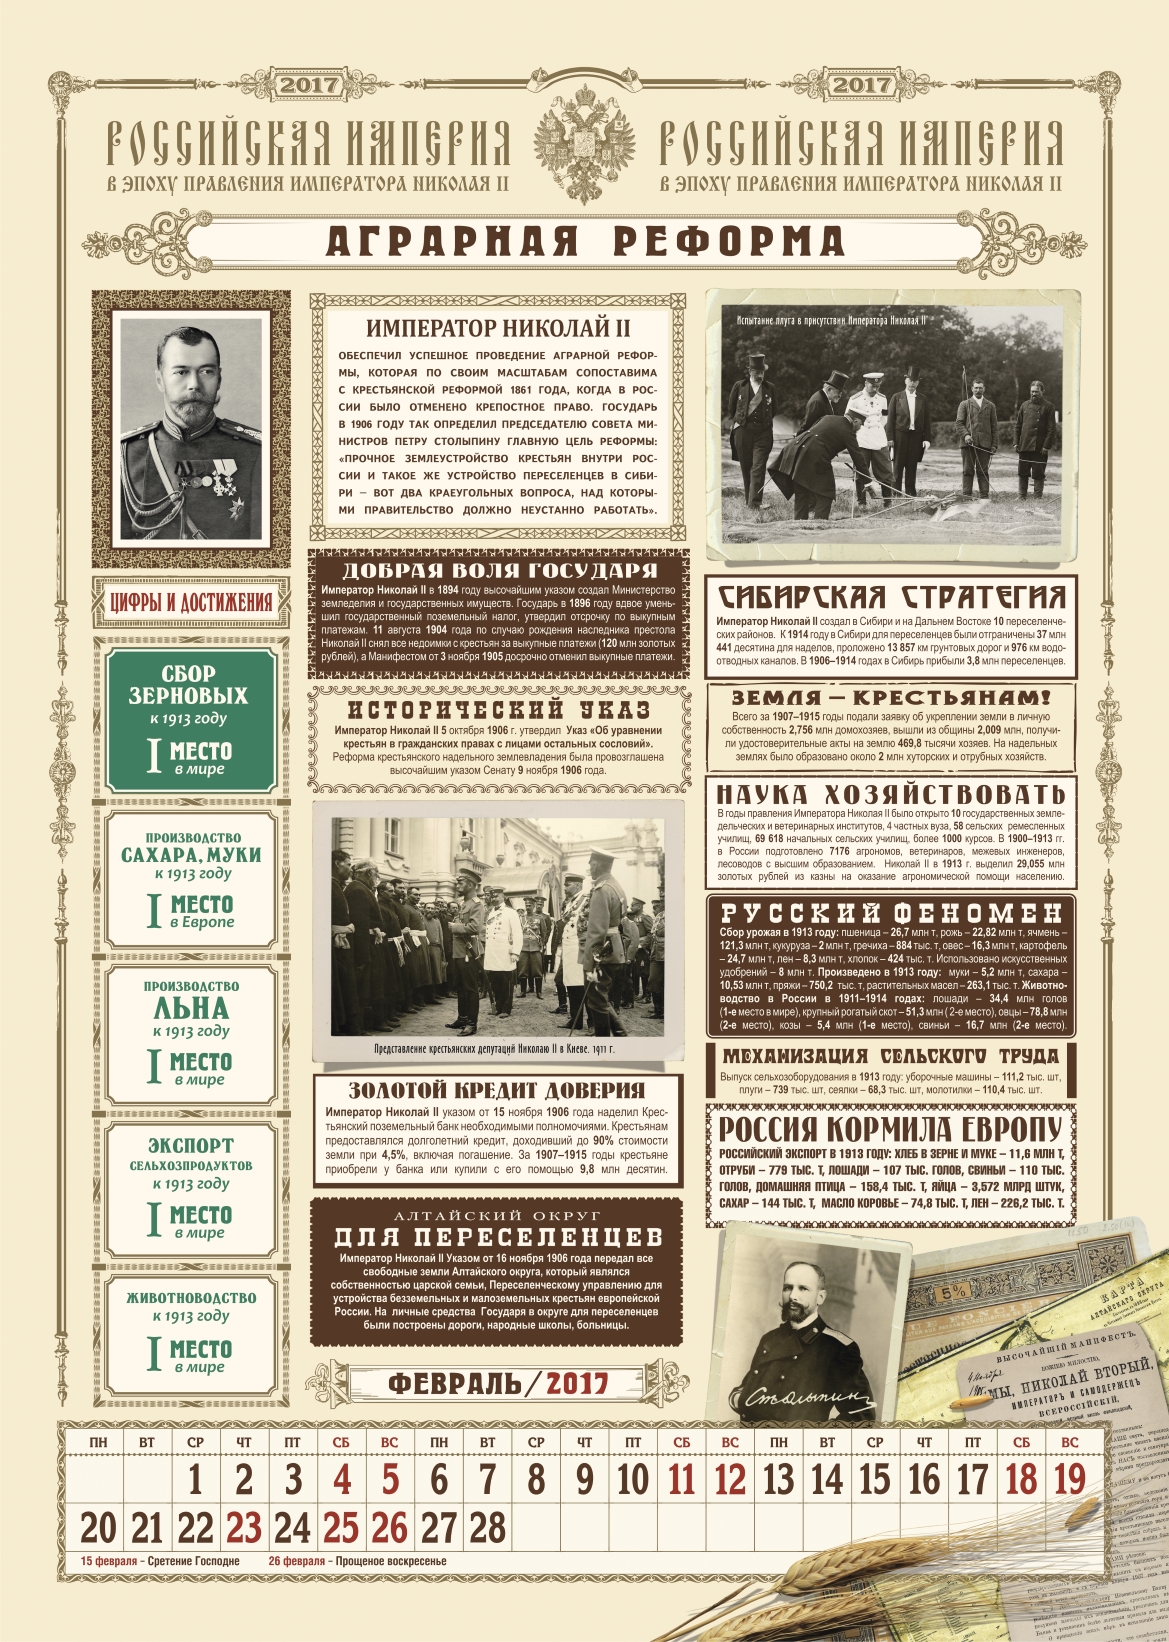 2017
2017
РОССИЙСКАЯ ИМПЕРИЯ
В ЭПОХУ ПРАВЛЕНИЯ ИМПЕРАТОРА НИКОЛАЯ II
РОССИЙСКАЯ ИМПЕРИЯ
В ЭПОХУ ПРАВЛЕНИЯ ИМПЕРАТОРА НИКОЛАЯ II
АГРАРНАЯ РЕФОРМА
ЦИФРЫ И ДОСТИЖЕНИЯ
СБОР
ЗЕРНОВЫХ
к 1913 году
I МЕСТО
в мире
ПРОИЗВОДСТВО
САХАРА, МУКИ
к 1913 году
I МЕСТО
в Европе
ПРОИЗВОДСТВО
ЛЬНА
к 1913 году
I МЕСТО
в мире
ЭКСПОРТ
СЕЛЬХОЗПРОДУКТОВ
к 1913 году
I МЕСТО
в мире
ЖИВОТНОВОДСТВО
к 1913 году
I МЕСТО
в мире
ИМПЕРАТОР НИКОЛАЙ II
ОБЕСПЕЧИЛ УСПЕШНОЕ ПРОВЕДЕНИЕ АГРАРНОЙ РЕФОР-
МЫ, КОТОРАЯ ПО СВОИМ МАСШТАБАМ СОПОСТАВИМА
С КРЕСТЬЯНСКОЙ РЕФОРМОЙ 1861 ГОДА, КОГДА В РОС-
СИИ БЫЛО ОТМЕНЕНО КРЕПОСТНОЕ ПРАВО. ГОСУДАРЬ
В 1906 ГОДУ ТАК ОПРЕДЕЛИЛ ПРЕДСЕДАТЕЛЮ СОВЕТА МИ-
НИСТРОВ ПЕТРУ СТОЛЫПИНУ ГЛАВНУЮ ЦЕЛЬ РЕФОРМЫ:
«ПРОЧНОЕ ЗЕМЛЕУСТРОЙСТВО КРЕСТЬЯН ВНУТРИ РОС-
СИИ И ТАКОЕ ЖЕ УСТРОЙСТВО ПЕРЕСЕЛЕНЦЕВ В СИБИ-
РИ – ВОТ ДВА КРАЕУГОЛЬНЫХ ВОПРОСА, НАД КОТОРЫ-
МИ ПРАВИТЕЛЬСТВО ДОЛЖНО НЕУСТАННО РАБОТАТЬ».
ДОБРАЯ ВОЛЯ ГОСУДАРЯ
Император Николай II в 1894 году высочайшим указом создал Министерство
земледелия и государственных имуществ. Государь в 1896 году вдвое умень-
шил государственный поземельный налог, утвердил отсрочку по выкупным
платежам. 11 августа 1904 года по случаю рождения наследника престола
Николай II снял все недоимки с крестьян за выкупные платежи (120 млн золотых
рублей), а Манифестом от 3 ноября 1905 досрочно отменил выкупные платежи.
ИСТОРИЧЕСКИЙ УКАЗ
Император Николай II 5 октября 1906 г. утвердил Указ «Об уравнении
крестьян в гражданских правах с лицами остальных сословий».
Реформа крестьянского надельного землевладения была провозглашена
высочайшим указом Сенату 9 ноября 1906 года.
Представление крестьянских депутаций Николаю II в Киеве. 1911 г.
ЗОЛОТОЙ КРЕДИТ ДОВЕРИЯ
Император Николай II указом от 15 ноября 1906 года наделил Крес-
тьянский поземельный банк необходимыми полномочиями. Крестьянам
предоставлялся долголетний кредит, доходивший до 90% стоимости
земли при 4,5%, включая погашение. За 1907–1915 годы крестьяне
приобрели у банка или купили с его помощью 9,8 млн десятин.
АЛТАЙСКИЙ ОКРУГ
ДЛЯ ПЕРЕСЕЛЕНЦЕВ
Император Николай II Указом от 16 ноября 1906 года передал все
свободные земли Алтайского округа, который являлся
собственностью царской семьи, Переселенческому управлению для
устройства безземельных и малоземельных крестьян европейской
России. На личные средства Государя в округе для переселенцев
были построены дороги, народные школы, больницы.
Испытание плуга в присутствии Императора Николая II
СИБИРСКАЯ СТРАТЕГИЯ
Император Николай II создал в Сибири и на Дальнем Востоке 10 переселенче-
ских районов. К 1914 году в Сибири для переселенцев были отграничены 37 млн
441 десятина для наделов, проложено 13 857 км грунтовых дорог и 976 км водо-
отводных каналов. В 1906–1914 годах в Сибирь прибыли 3,8 млн переселенцев.
ЗЕМЛЯ – КРЕСТЬЯНАМ!
Всего за 1907–1915 годы подали заявку об укреплении земли в личную
собственность 2,756 млн домохозяев, вышли из общины 2,009 млн, получи-
ли удостоверительные акты на землю 469,8 тысячи хозяев. На надельных
землях было образовано около 2 млн хуторских и отрубных хозяйств.
НАУКА ХОЗЯЙСТВОВАТЬ
В годы правления Императора Николая II было открыто 10 государственных земле-
дельческих и ветеринарных институтов, 4 частных вуза, 58 сельских ремесленных
училищ, 69 618 начальных сельских училищ, более 1000 курсов. В 1900–1913 гг.
в России подготовлено 7176 агрономов, ветеринаров, межевых инженеров,
лесоводов с высшим образованием. Николай II в 1913 г. выделил 29,055 млн
золотых рублей из казны на оказание агрономической помощи населению.
РУССКИЙ ФЕНОМЕН
Сбор урожая в 1913 году: пшеница – 26,7 млн т, рожь – 22,82 млн т, ячмень –
121,3 млн т, кукуруза – 2 млн т, гречиха – 884 тыс. т, овес – 16,3 млн т, картофель
– 24,7 млн т, лен – 8,3 млн т, хлопок – 424 тыс. т. Использовано искусственных
удобрений – 8 млн т. Произведено в 1913 году: муки – 5,2 млн т, сахара –
10,53 млн т, пряжи – 750,2 тыс. т, растительных масел – 263,1 тыс. т. Животно-
водство в России в 1911–1914 годах: лошади – 34,4 млн голов
(1-е место в мире), крупный рогатый скот – 51,3 млн ( 2-е место), овцы – 78,8 млн
(2-е место), козы – 5,4 млн (1-е место), свиньи – 16,7 млн (2-е место).
МЕХАНИЗАЦИЯ СЕЛЬСКОГО ТРУДА
Выпуск сельхозоборудования в 1913 году: уборочные машины – 111,2 тыс. шт,
плуги – 739 тыс. шт, сеялки – 68,3 тыс. шт, молотилки – 110,4 тыс. шт.
РОССИЯ КОРМИЛА ЕВРОПУ
РОССИЙСКИЙ ЭКСПОРТ В 1913 ГОДУ: ХЛЕБ В ЗЕРНЕ И МУКЕ – 11,6 МЛН Т,
ОТРУБИ – 779 ТЫС. Т, ЛОШАДИ – 107 ТЫС. ГОЛОВ, СВИНЬИ – 110 ТЫС.
ГОЛОВ, ДОМАШНЯЯ ПТИЦА – 158,4 ТЫС. Т, ЯЙЦА – 3,572 МЛРД ШТУК,
САХАР – 144 ТЫС. Т, МАСЛО КОРОВЬЕ – 74,8 ТЫС. Т, ЛЕН – 226,2 ТЫС. Т.
Столыпин
5%
КАРТА
АЛТАЙСКАГО ОКРУГА
ВЫСОЧАЙШІЙ МАНИФЕСТЪ.
БОЖІЕЮ МИЛОСТІЮ,
МЫ, НИКОЛАЙ ВТОРЫЙ,
ИМПЕРАТОРЪ И САМОДЕРЖЕЦЪ
ВСЕРОССІЙСКІЙ,
ФЕВРАЛЬ/2017
ПН ВТ СР ЧТ ПТ СБ ВС ПН ВТ СР ЧТ ПТ СБ ВС ПН ВТ СР ЧТ ПТ СБ ВС
1 2 3 4 5 6 7 8 9 10 11 12 13 14 15 16 17 18 19
20 21 22 23 24 25 26 27 28
15 февраля – Сретение Господне 26 февраля – Прощеное воскресенье